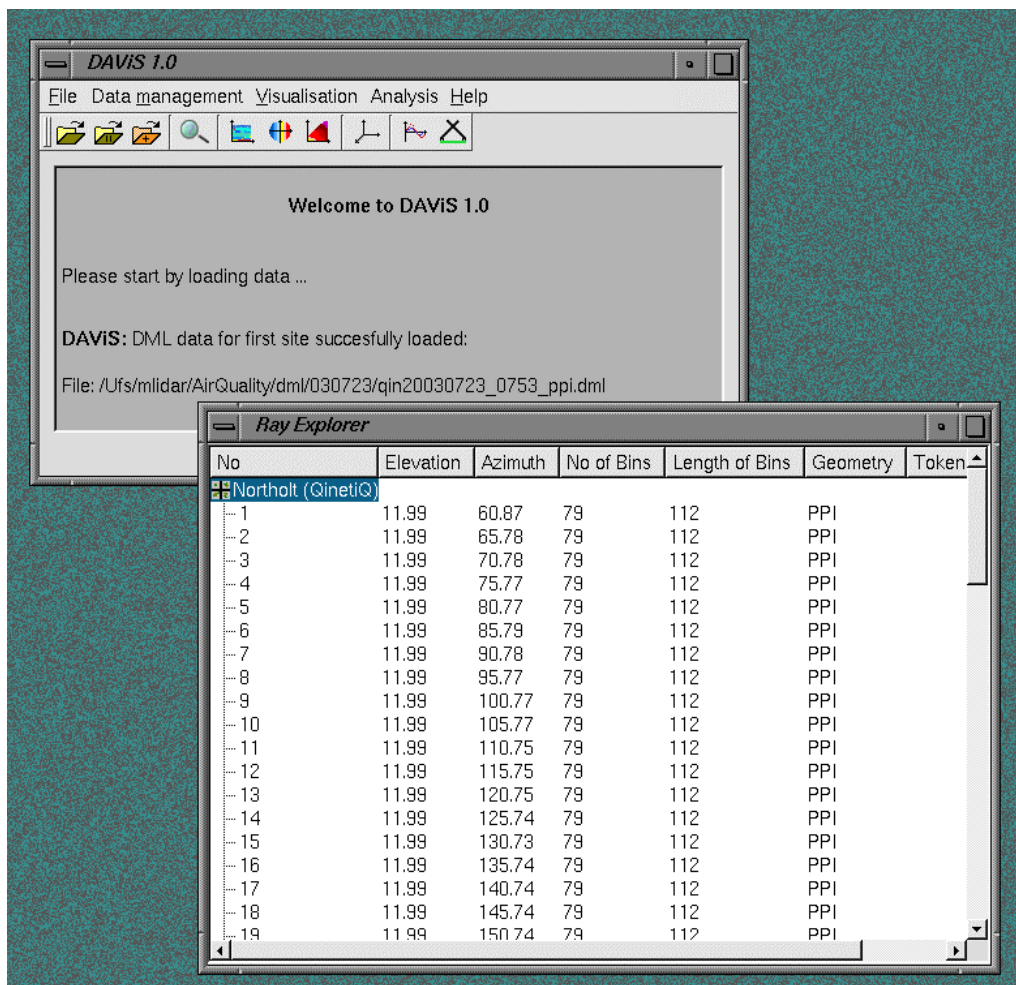 DAViS 1.0
File Data management Visualisation Analysis Help
Welcome to DAViS 1.0
Please start by loading data ...
DAViS: DML data for first site succesfully loaded:
File: /Ufs/mlidar/AirQuality/dml/030723/qin20030723_0753_ppi.dml
Ray Explorer
No Elevation Azimuth No of Bins Length of Bins Geometry Token
Northolt (QinetiQ)
1 11.99 60.87 79 112 PPI
2 11.99 65.78 79 112 PPI
3 11.99 70.78 79 112 PPI
4 11.99 75.77 79 112 PPI
5 11.99 80.77 79 112 PPI
6 11.99 85.79 79 112 PPI
7 11.99 90.78 79 112 PPI
8 11.99 95.77 79 112 PPI
9 11.99 100.77 79 112 PPI
10 11.99 105.77 79 112 PPI
11 11.99 110.75 79 112 PPI
12 11.99 115.75 79 112 PPI
13 11.99 120.75 79 112 PPI
14 11.99 125.74 79 112 PPI
15 11.99 130.73 79 112 PPI
16 11.99 135.74 79 112 PPI
17 11.99 140.74 79 112 PPI
18 11.99 145.74 79 112 PPI
19 11.99 150.74 79 112 PPI